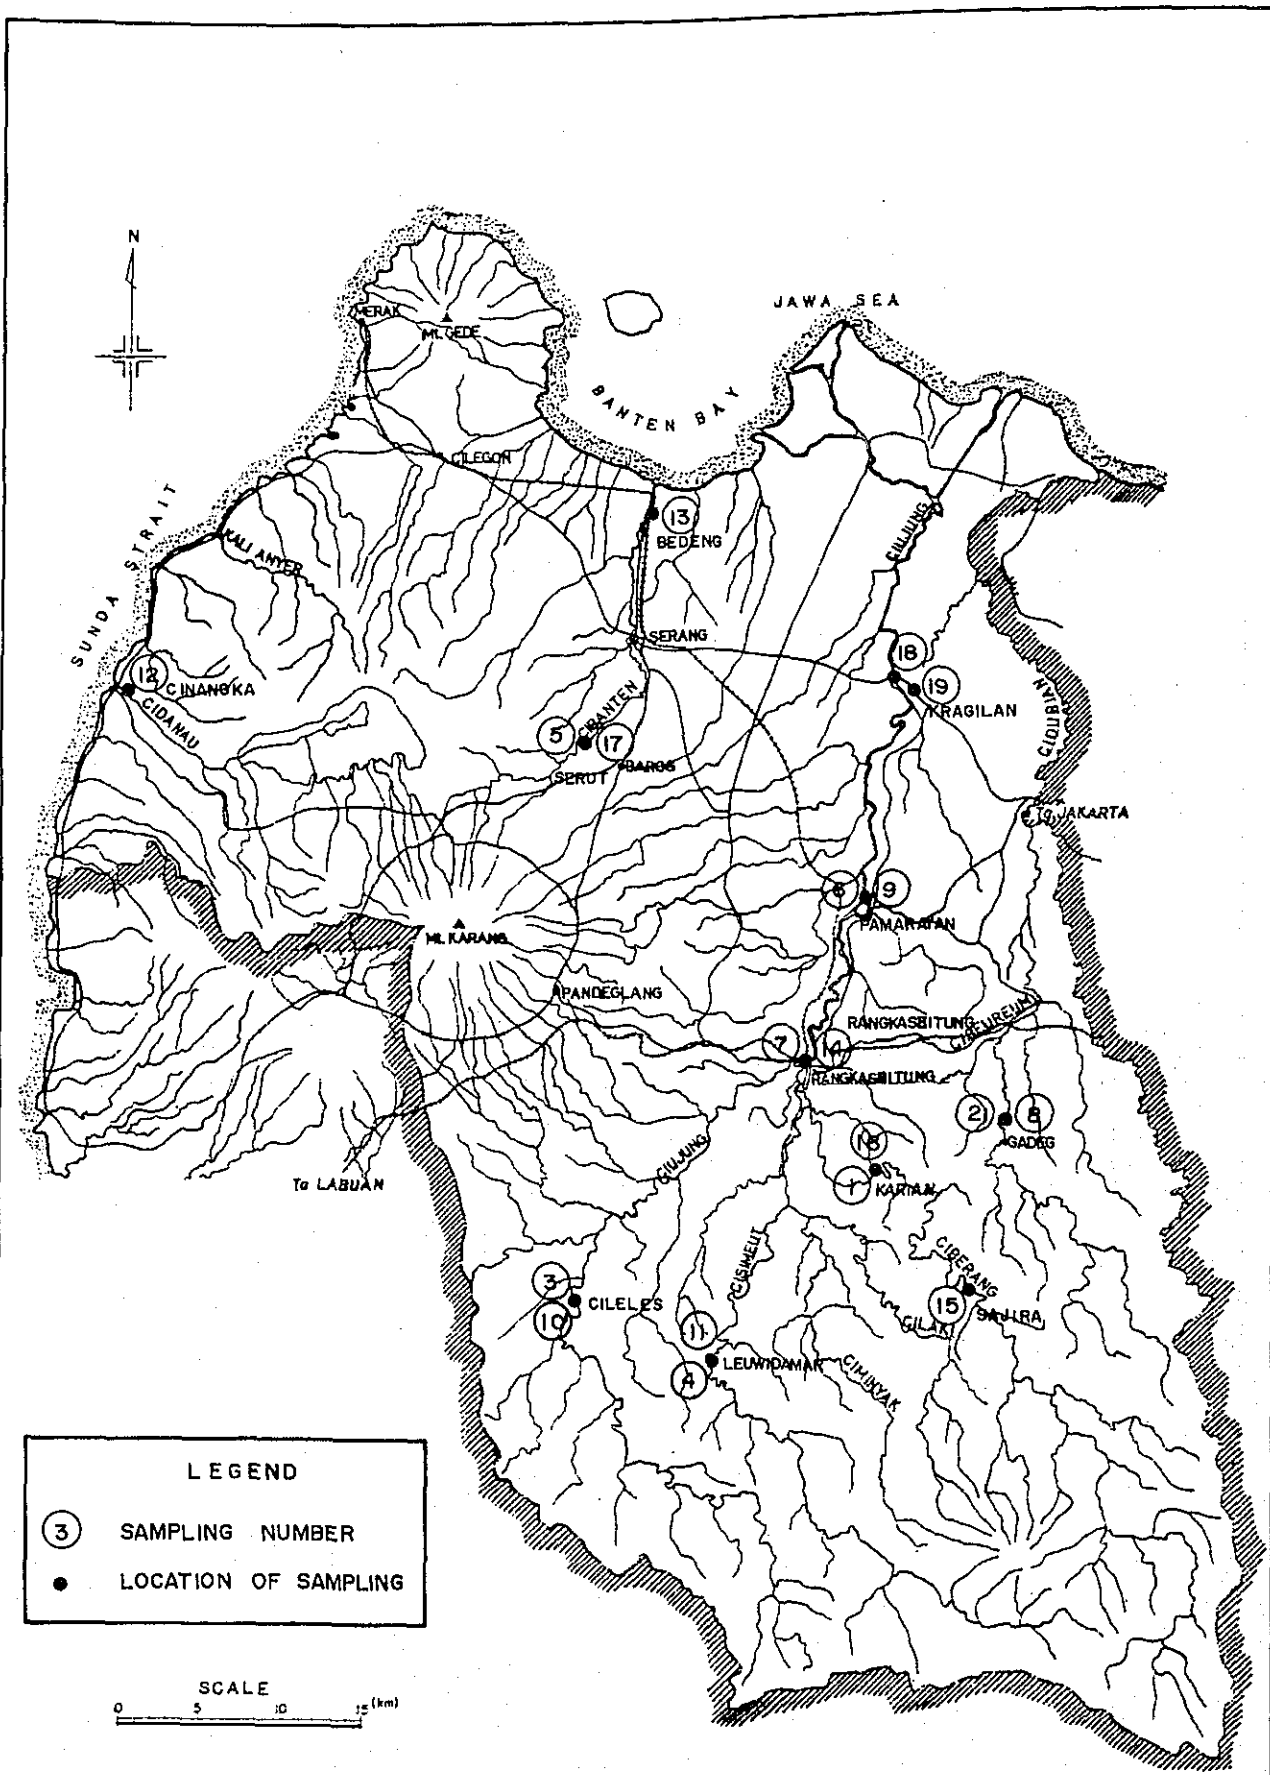 N
JAWA SEA
MERAK
Mt. GEDE
BANTEN BAY
CILEGON
SUNDA STRAIT
13
BEDENG
CIUJUNG
KALI ANYER
SERANG
18
12
CINANGKA
19
KRAGILAN
CIDANAU
CIBANTEN
5
17
CIDURIAN
BAROS
SERUT
To JAKARTA
6
9
PAMARAYAN
Mt. KARANG
PANDEGLANG
RANGKASBITUNG
CIBEUREUM
7
14
RANGKASBITUNG
2
8
GADEG
16
CIUJUNG
1
KARIAN
To LABUAN
CISIMEUT
CIBERANG
3
CILELES
15
SAJIRA
10
11
CILAKI
LEUWIDAMAR
CIMINYAK
4
LEGEND
3 SAMPLING NUMBER
LOCATION OF SAMPLING
SCALE
0 5 10 15 (km)